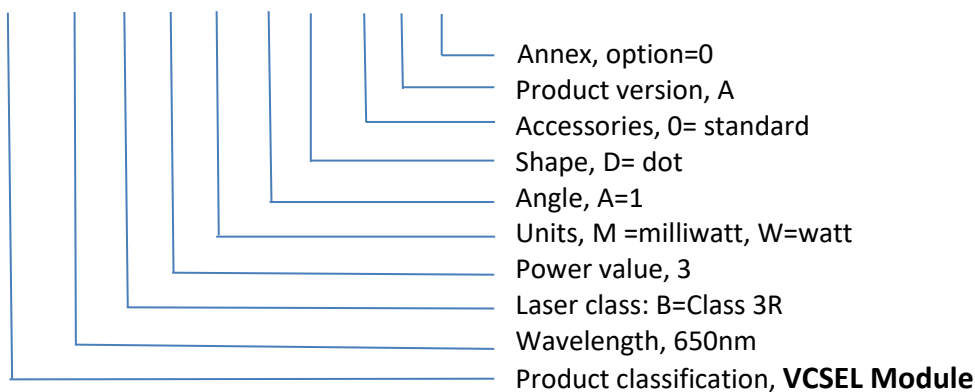 Annex, option=0
Product version, A
Accessories, 0= standard
Shape, D= dot
Angle, A=1
Units, M =milliwatt, W=watt
Power value, 3
Laser class: B=Class 3R
Wavelength, 650nm
Product classification, VCSEL Module